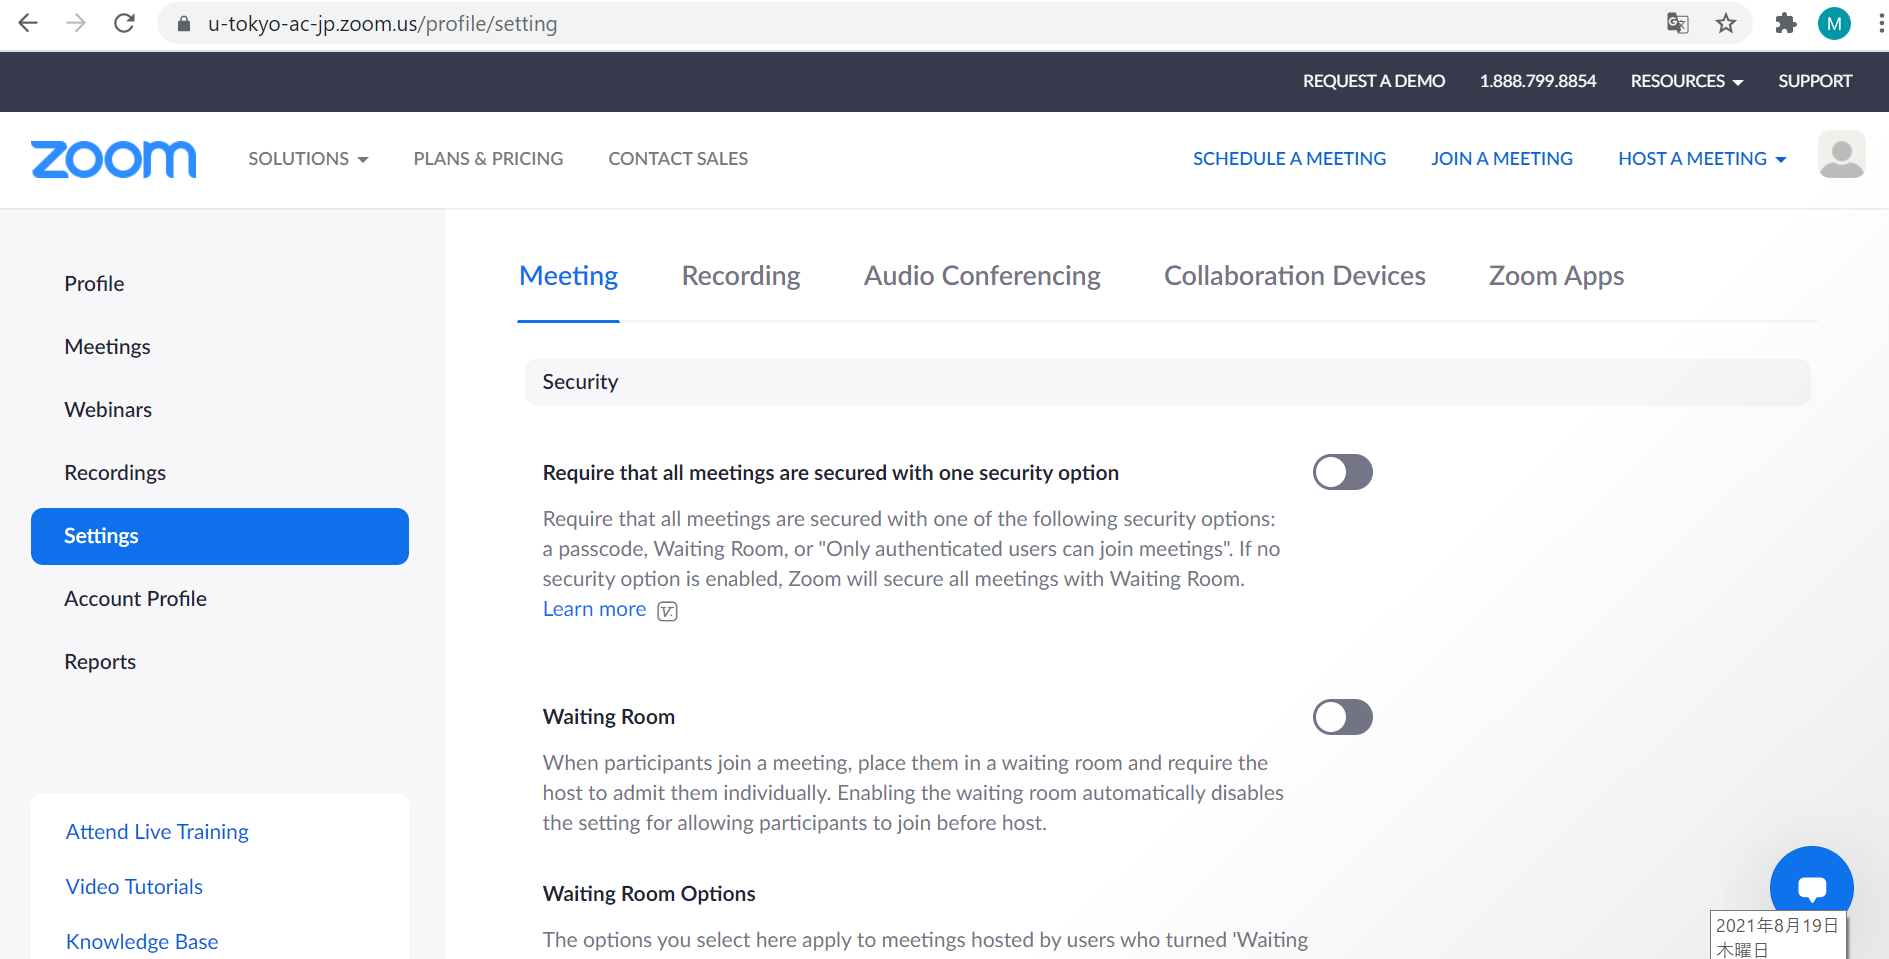 u-tokyo-ac-jp.zoom.us/profile/setting
M
REQUEST A DEMO 1.888.799.8854 RESOURCES SUPPORT
zoom SOLUTIONS PLANS & PRICING CONTACT SALES SCHEDULE A MEETING JOIN A MEETING HOST A MEETING
Profile
Meetings
Webinars
Recordings
Settings
Account Profile
Reports
Attend Live Training
Video Tutorials
Knowledge Base
Meeting Recording Audio Conferencing Collaboration Devices Zoom Apps
Security
Require that all meetings are secured with one security option
Require that all meetings are secured with one of the following security options:
a passcode, Waiting Room, or "Only authenticated users can join meetings". If no
security option is enabled, Zoom will secure all meetings with Waiting Room.
Learn more
Waiting Room
When participants join a meeting, place them in a waiting room and require the
host to admit them individually. Enabling the waiting room automatically disables
the setting for allowing participants to join before host.
Waiting Room Options
The options you select here apply to meetings hosted by users who turned 'Waiting
2021年8月19日
木曜日